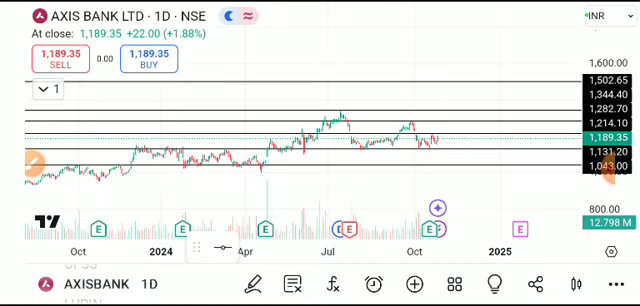 AXIS BANK LTD · 1D · NSE
INR
At close: 1,189.35 +22.00 (+1.88%)
1,189.35
SELL
0.00
1,189.35
BUY
1
1,600.00
1,502.65
1,344.40
1,282.70
1,214.10
1,189.35
1,131.20
1,043.00
800.00
12.798 M
E
E
E
E
E
E
Oct
2024
Apr
Jul
Oct
2025
AXISBANK 1D